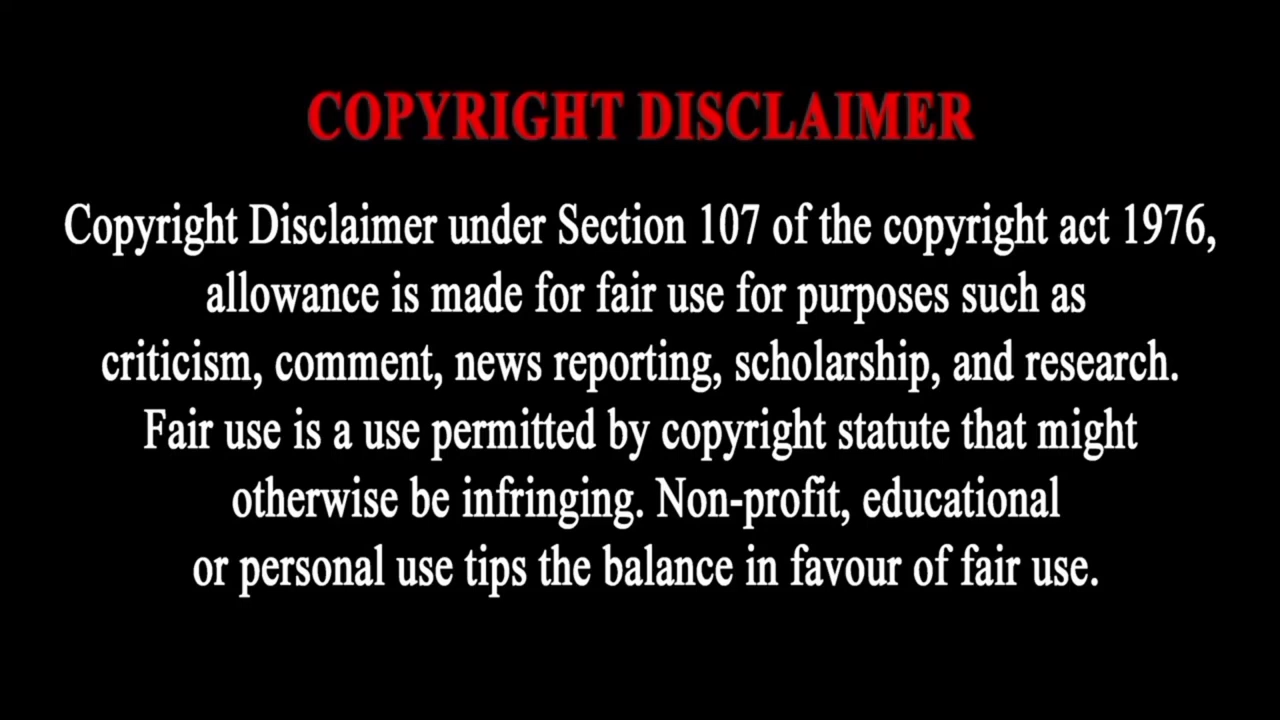 COPYRIGHT DISCLAIMER
Copyright Disclaimer under Section 107 of the copyright act 1976,
allowance is made for fair use for purposes such as
criticism, comment, news reporting, scholarship, and research.
Fair use is a use permitted by copyright statute that might
otherwise be infringing. Non-profit, educational
or personal use tips the balance in favour of fair use.